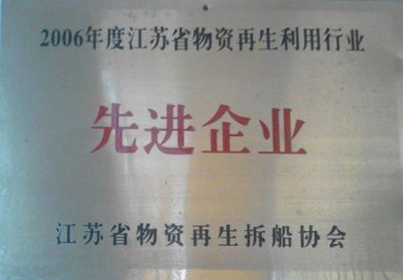 2006年度江苏省物资再生利用行业
先进企业
江苏省物资再生拆船协会